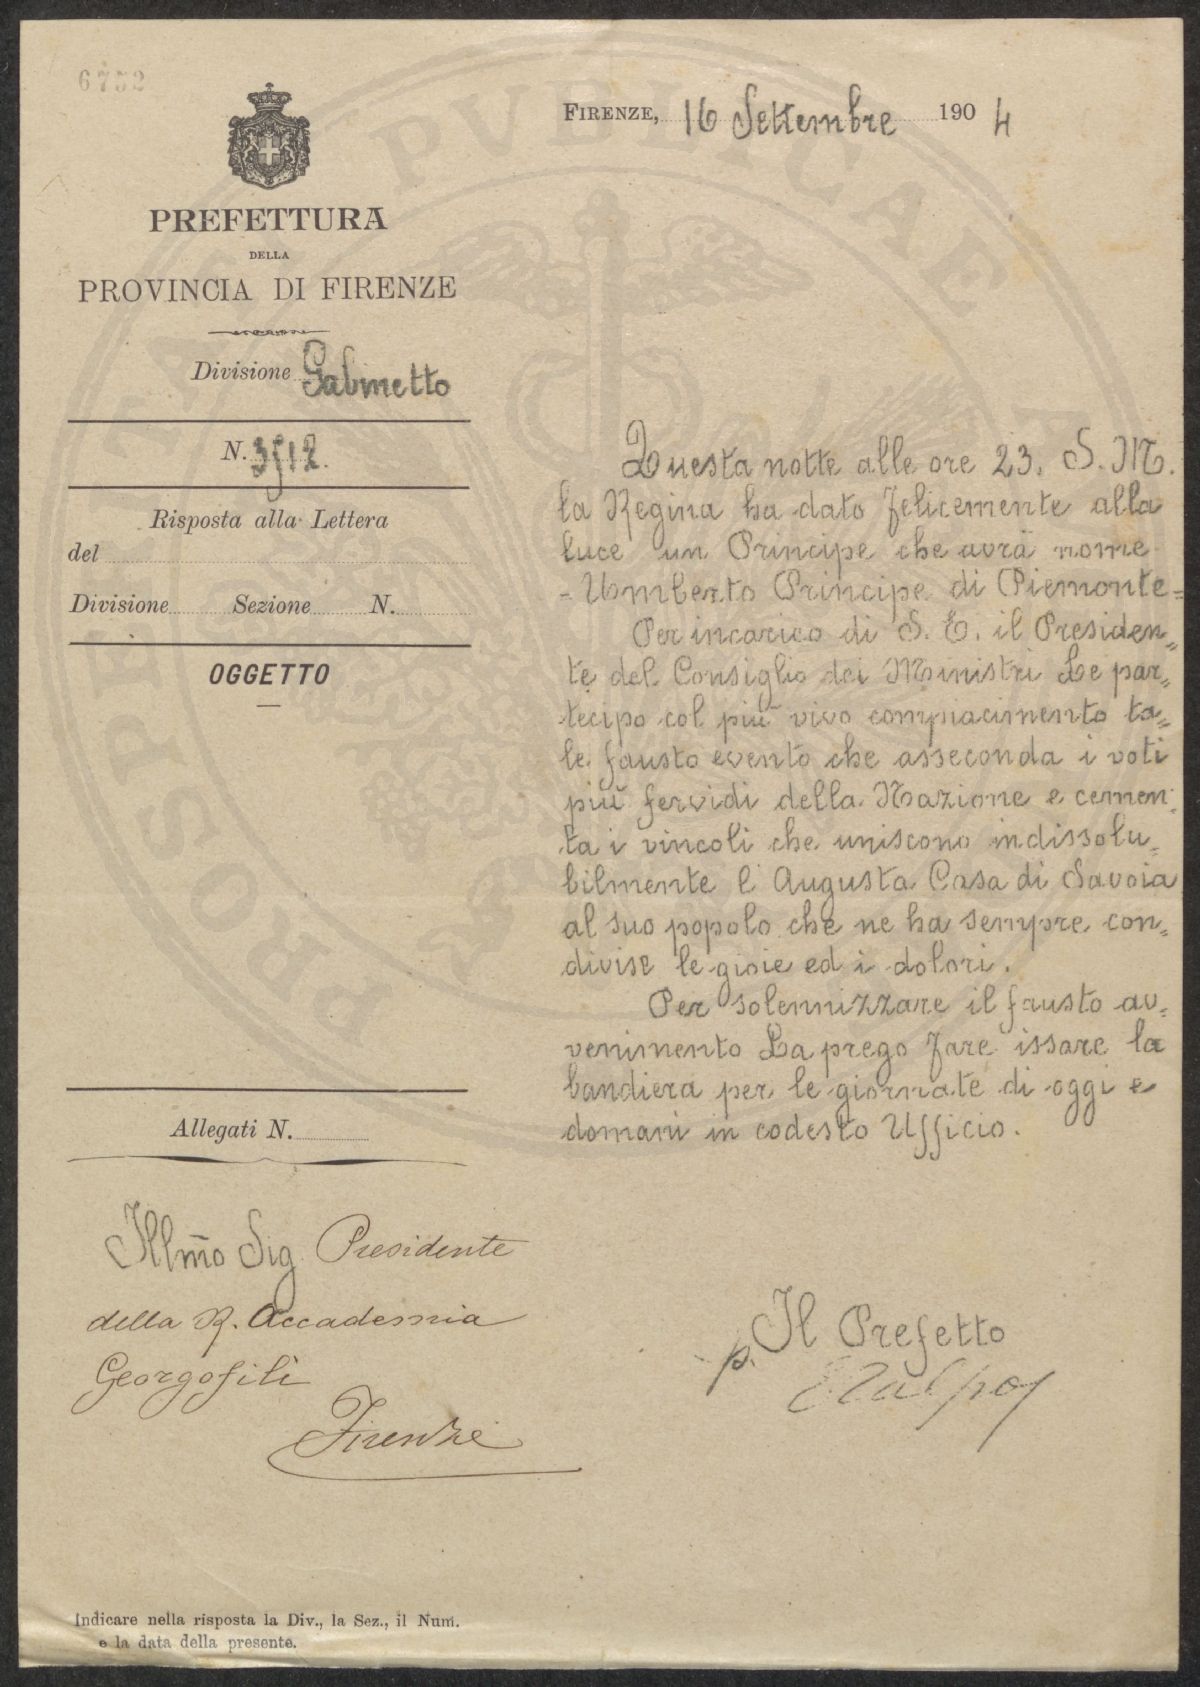 6752
FIRENZE, 16 Settembre 1904
PREFETTURA
DELLA
PROVINCIA DI FIRENZE
Divisione Gabinetto
N. 3512.
Risposta alla Lettera
del
Divisione Sezione N.
OGGETTO
Questa notte alle ore 23. S. M.
la Regina ha dato felicemente alla
luce un Principe che avrà nome
- Umberto Principe di Piemonte =
Per incarico di S. E. il Presiden„
te del Consiglio dei Ministri Le par„
tecipo col più vivo compiacimento ta„
le fausto evento che asseconda i voti
più fervidi della Nazione e cemen„
ta i vincoli che uniscono indissolu„
bilmente l'Augusta Casa di Savoia
al suo popolo che ne ha sempre con„
divise le gioie ed i dolori.
Per solennizzare il fausto av„
venimento La prego fare issare la
bandiera per le giornate di oggi e
domani in codesto Ufficio.
Allegati N.
Illmo Sig Presidente
della R. Accademia
Georgofili
Firenze
p. Il Prefetto
Indicare nella risposta la Div., la Sez., il Num.
e la data della presente.